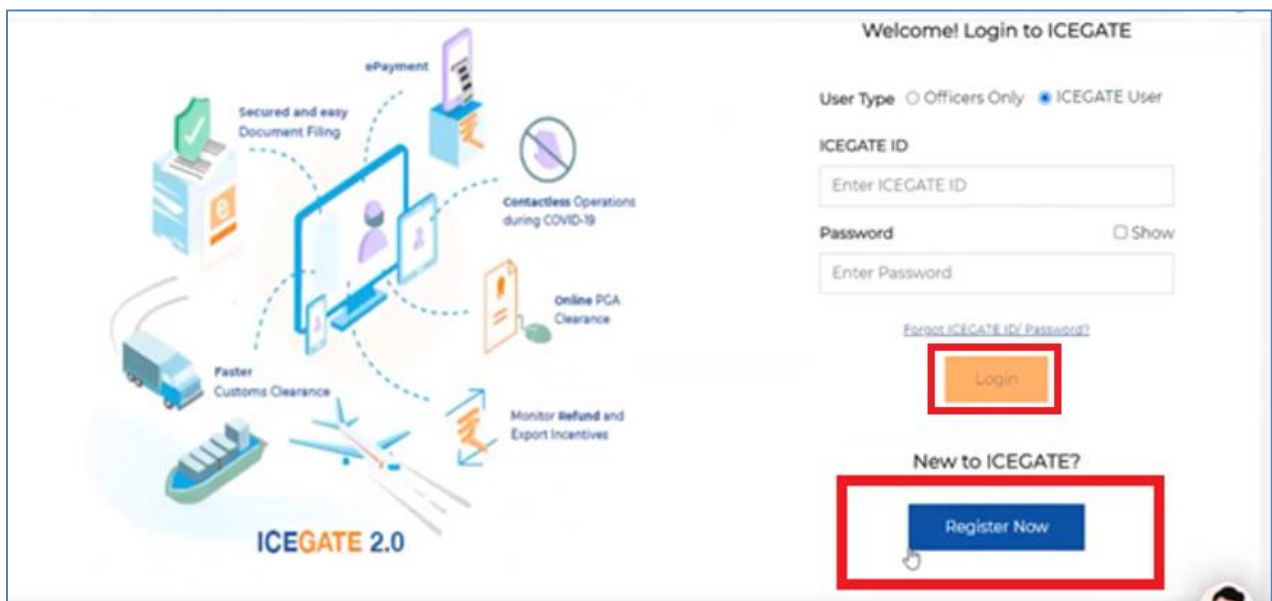 ePayment
Secured and easy
Document Filing
Contactless Operations
during COVID-19
Online PGA
Clearance
Faster
Customs Clearance
Monitor Refund and
Export Incentives
ICEGATE 2.0
Welcome! Login to ICEGATE
User Type Officers Only ICEGATE User
ICEGATE ID
Enter ICEGATE ID
Password Show
Enter Password
Forgot ICEGATE ID/ Password?
Login
New to ICEGATE?
Register Now